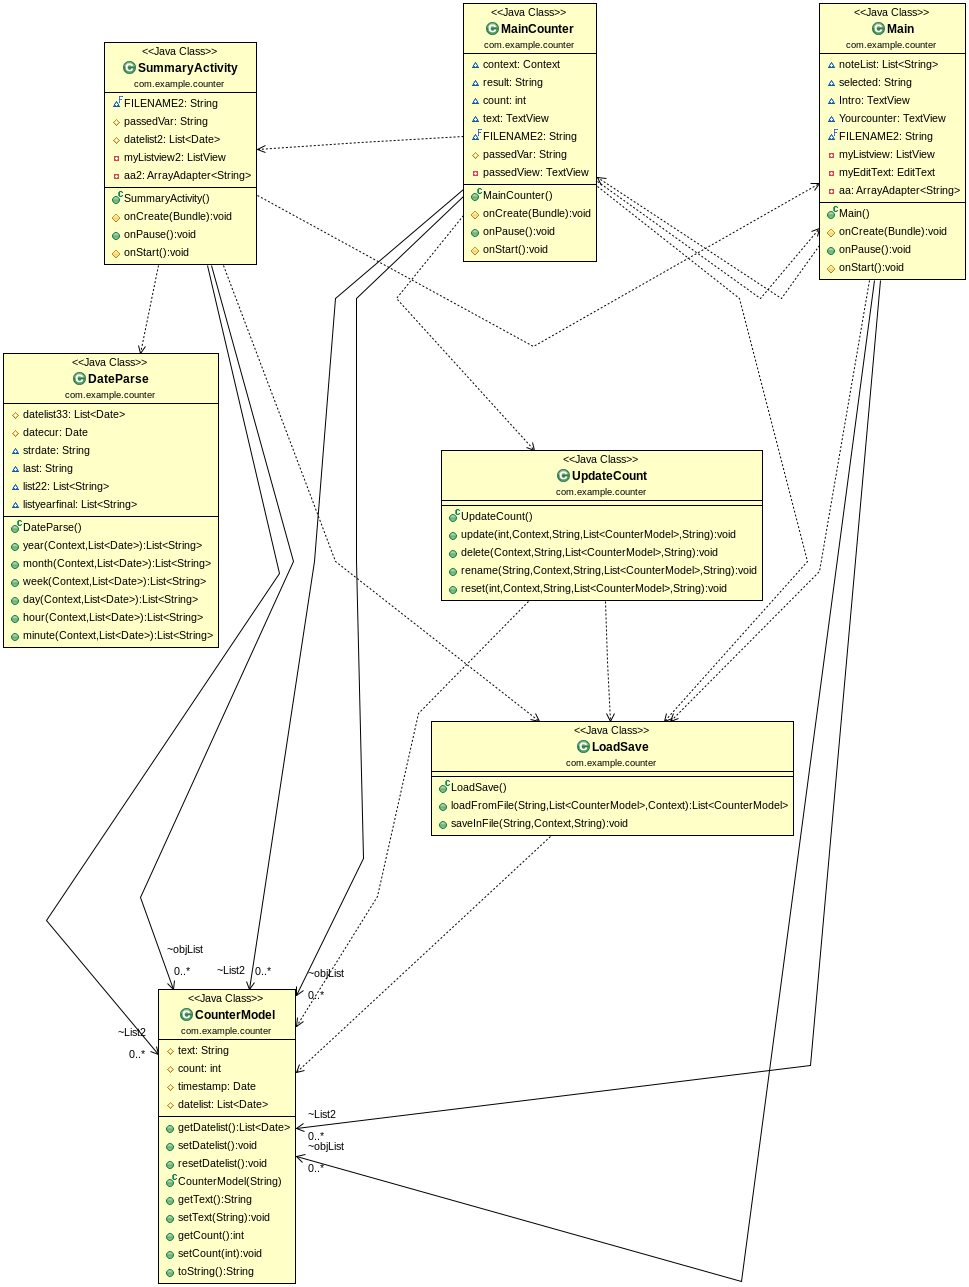 <<Java Class>>
SummaryActivity
com.example.counter
FILENAME2: String
passedVar: String
datelist2: List<Date>
myListview2: ListView
aa2: ArrayAdapter<String>
SummaryActivity()
onCreate(Bundle):void
onPause():void
onStart():void
<<Java Class>>
MainCounter
com.example.counter
context: Context
result: String
count: int
text: TextView
FILENAME2: String
passedVar: String
passedView: TextView
MainCounter()
onCreate(Bundle):void
onPause():void
onStart():void
<<Java Class>>
Main
com.example.counter
noteList: List<String>
selected: String
Intro: TextView
Yourcounter: TextView
FILENAME2: String
myListview: ListView
myEditText: EditText
aa: ArrayAdapter<String>
Main()
onCreate(Bundle):void
onPause():void
onStart():void
<<Java Class>>
DateParse
com.example.counter
datelist33: List<Date>
datecur: Date
strdate: String
last: String
list22: List<String>
listyearfinal: List<String>
DateParse()
year(Context,List<Date>):List<String>
month(Context,List<Date>):List<String>
week(Context,List<Date>):List<String>
day(Context,List<Date>):List<String>
hour(Context,List<Date>):List<String>
minute(Context,List<Date>):List<String>
<<Java Class>>
UpdateCount
com.example.counter
UpdateCount()
update(int,Context,String,List<CounterModel>,String):void
delete(Context,String,List<CounterModel>,String):void
rename(String,Context,String,List<CounterModel>,String):void
reset(int,Context,String,List<CounterModel>,String):void
<<Java Class>>
LoadSave
com.example.counter
LoadSave()
loadFromFile(String,List<CounterModel>,Context):List<CounterModel>
saveInFile(String,Context,String):void
~objList
0..*
~List2
0..*
~objList
0..*
~List2
0..*
<<Java Class>>
CounterModel
com.example.counter
text: String
count: int
timestamp: Date
datelist: List<Date>
getDatelist():List<Date>
setDatelist():void
resetDatelist():void
CounterModel(String)
getText():String
setText(String):void
getCount():int
setCount(int):void
toString():String
~List2
0..*
~objList
0..*